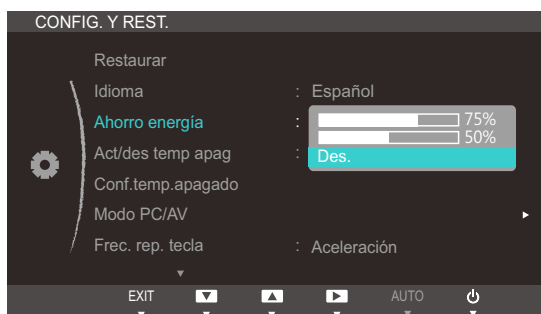 CONFIG. Y REST.
Restaurar
Idioma : Español
Ahorro energía : 75%
50%
Act/des temp apag : Des.
Conf.temp.apagado
Modo PC/AV
Frec. rep. tecla : Aceleración
EXIT AUTO